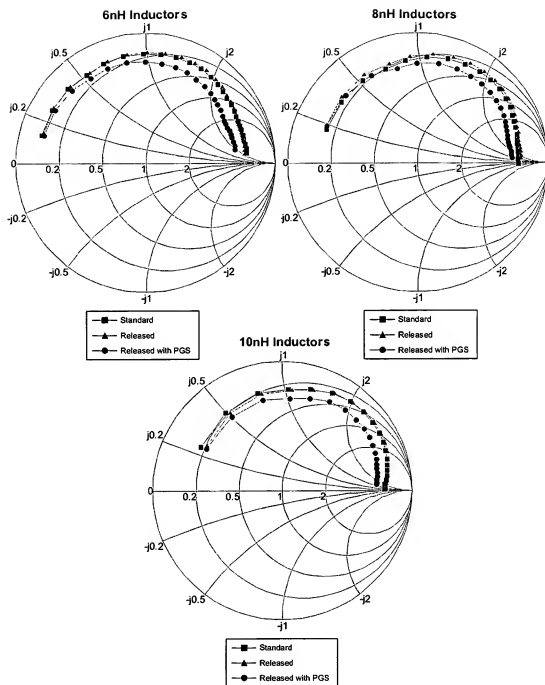 6nH Inductors
j1
j0.5
j2
j0.2
0
0.2
0.5
1
2
-j0.2
-j0.5
-j2
-j1
Standard
Released
Released with PGS
8nH Inductors
j1
j0.5
j2
j0.2
0
0.2
0.5
1
2
-j0.2
-j0.5
-j2
-j1
Standard
Released
Released with PGS
10nH Inductors
j1
j0.5
j2
j0.2
0
0.2
0.5
1
2
-j0.2
-j0.5
-j2
-j1
Standard
Released
Released with PGS